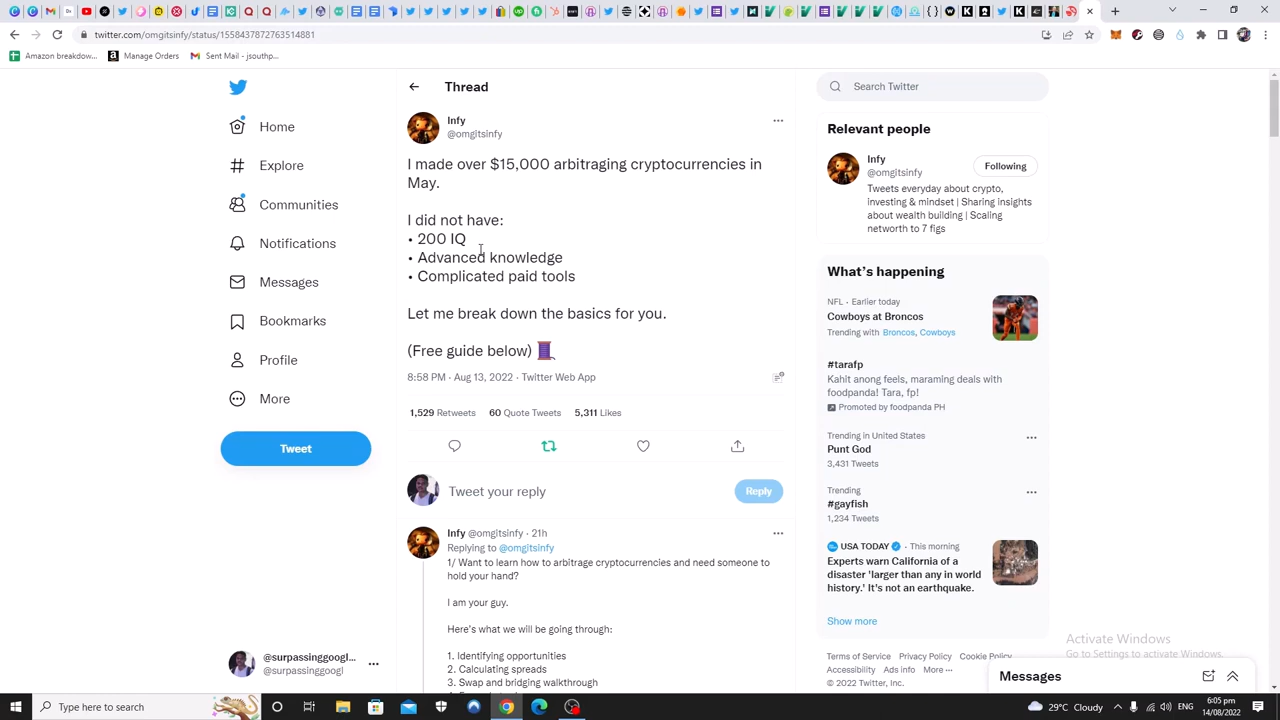 twitter.com/omgitsinfy/status/1558437872763514881
Amazon breakdow...
Manage Orders
Sent Mail - jsouthp...
Home
Explore
Communities
Notifications
Messages
Bookmarks
Profile
More
Tweet
@surpassinggoogl...
@surpassinggoogl
Thread
Infy
@omgitsinfy
I made over $15,000 arbitraging cryptocurrencies in
May.
I did not have:
• 200 IQ
• Advanced knowledge
• Complicated paid tools
Let me break down the basics for you.
(Free guide below)
8:58 PM · Aug 13, 2022 · Twitter Web App
1,529 Retweets 60 Quote Tweets 5,311 Likes
Tweet your reply
Reply
Infy @omgitsinfy · 21h
Replying to @omgitsinfy
1/ Want to learn how to arbitrage cryptocurrencies and need someone to
hold your hand?
I am your guy.
Here's what we will be going through:
1. Identifying opportunities
2. Calculating spreads
3. Swap and bridging walkthrough
Search Twitter
Relevant people
Infy
@omgitsinfy
Following
Tweets everyday about crypto,
investing & mindset | Sharing insights
about wealth building | Scaling
networth to 7 figs
What's happening
NFL · Earlier today
Cowboys at Broncos
Trending with Broncos, Cowboys
#tarafp
Kahit anong feels, maraming deals with
foodpanda! Tara, fp!
Promoted by foodpanda PH
Trending in United States
Punt God
3,431 Tweets
Trending
#gayfish
1,234 Tweets
USA TODAY · This morning
Experts warn California of a
disaster 'larger than any in world
history.' It's not an earthquake.
Show more
Terms of Service Privacy Policy Cookie Policy
Accessibility Ads info More ...
© 2022 Twitter, Inc.
Activate Windows
Go to Settings to activate Windows.
Messages
Type here to search
29°C Cloudy
ENG
6:05 pm
14/08/2022